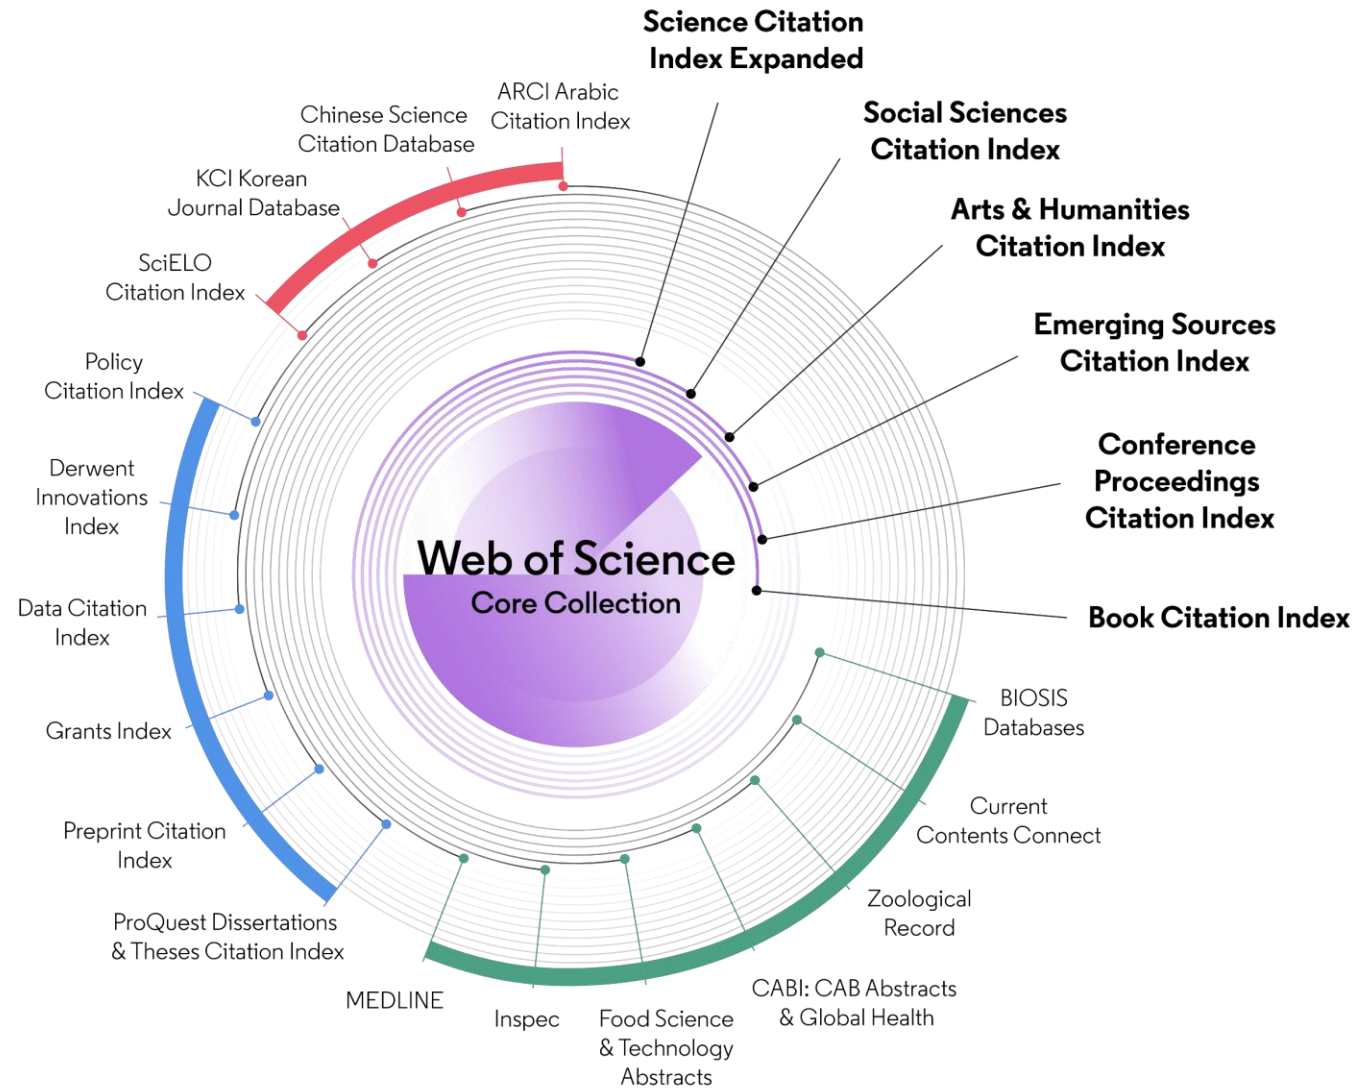 Science Citation
Index Expanded
Social Sciences
Citation Index
Arts & Humanities
Citation Index
Emerging Sources
Citation Index
Conference
Proceedings
Citation Index
Book Citation Index
BIOSIS
Databases
Current
Contents Connect
Zoological
Record
CABI: CAB Abstracts
& Global Health
Food Science
& Technology
Abstracts
Inspec
MEDLINE
ProQuest Dissertations
& Theses Citation Index
Preprint Citation
Index
Grants Index
Data Citation
Index
Derwent
Innovations
Index
Policy
Citation Index
SciELO
Citation Index
KCI Korean
Journal Database
Chinese Science
Citation Database
ARCI Arabic
Citation Index
Web of Science
Core Collection